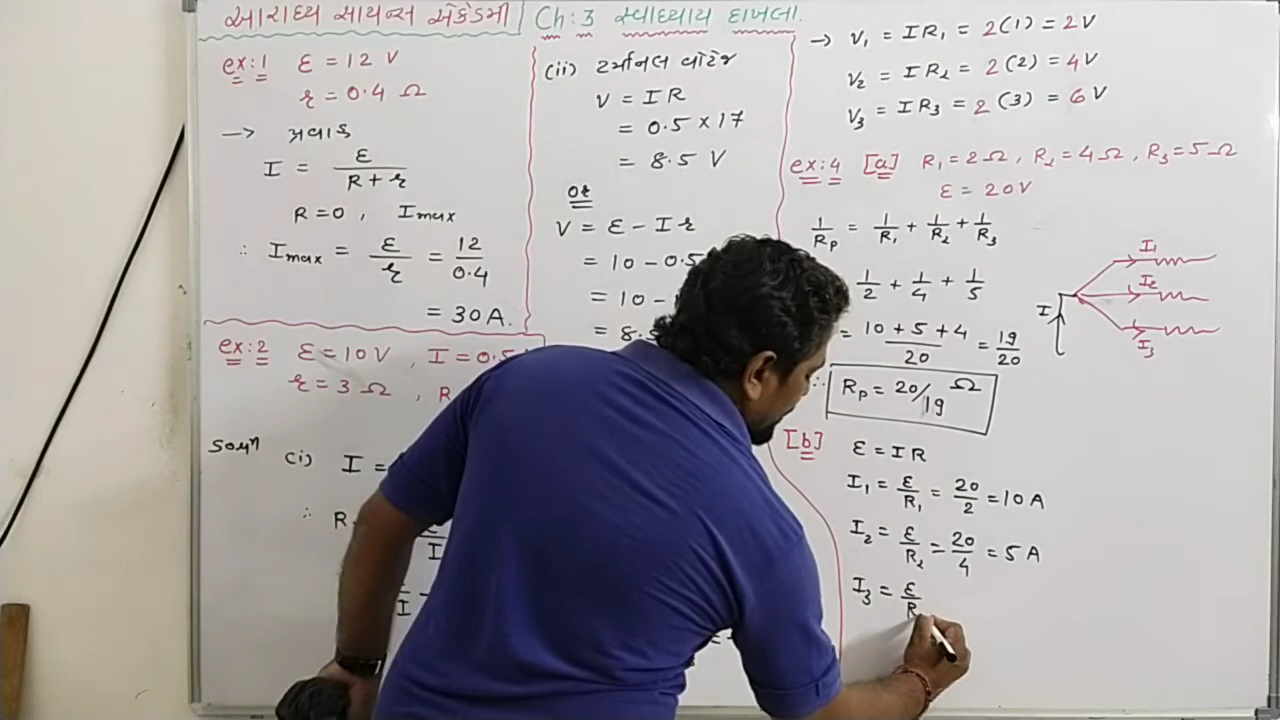 આરાધ્ય સાયન્સ એકેડમી
Ch: 3 સ્વાધ્યાય દાખલા.
ex:1 ε = 12 V
r = 0.4 Ω
→ પ્રવાહ
I = ε / (R + r)
R = 0 , Imax
∴ Imax = ε/r = 12/0.4
= 30 A.
ex:2 ε = 10 V , I = 0.5
r = 3 Ω , R
Solⁿ (i) I =
∴ R
I
(ii) ટર્મિનલ વોલ્ટેજ
V = IR
= 0.5 × 17
= 8.5 V
Or
V = ε − Ir
= 10 − 0.5
= 10 −
= 8.5
→ V₁ = IR₁ = 2(1) = 2V
V₂ = IR₂ = 2(2) = 4V
V₃ = IR₃ = 2(3) = 6V
ex:4 [a] R₁ = 2Ω , R₂ = 4Ω , R₃ = 5Ω
ε = 20V
1/Rp = 1/R₁ + 1/R₂ + 1/R₃
1/2 + 1/4 + 1/5
= (10 + 5 + 4)/20 = 19/20
∴ Rp = 20/19 Ω
I I₁
I₂
I₃
[b] ε = IR
I₁ = ε/R₁ = 20/2 = 10 A
I₂ = ε/R₂ = 20/4 = 5 A
I₃ = ε/R